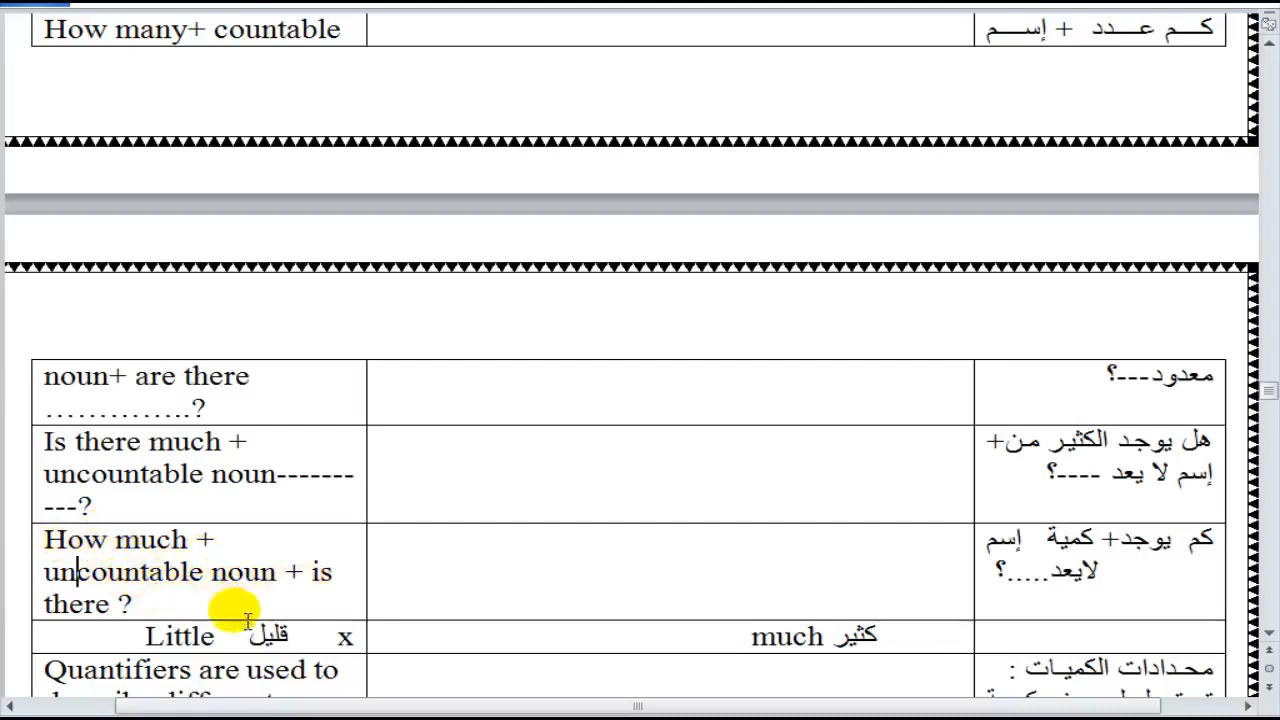 How many+ countable
كـــم عـــدد + إســـم
noun+ are there
…………..?
معدود---؟
Is there much +
uncountable noun--------
---?
هل يوجد الكثير من+
إسم لا يعد ----؟
How much +
uncountable noun + is
there ?
كم يوجد+ كمية إسم
لايعد.....؟
Little قليل x
much كثير
Quantifiers are used to
محدادات الكميات :